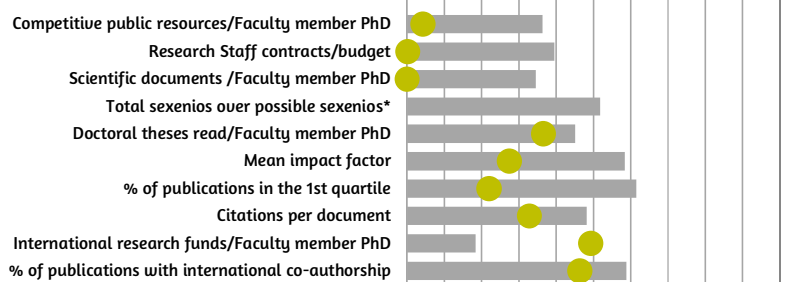 Competitive public resources/Faculty member PhD
Research Staff contracts/budget
Scientific documents /Faculty member PhD
Total sexenios over possible sexenios*
Doctoral theses read/Faculty member PhD
Mean impact factor
% of publications in the 1st quartile
Citations per document
International research funds/Faculty member PhD
% of publications with international co-authorship